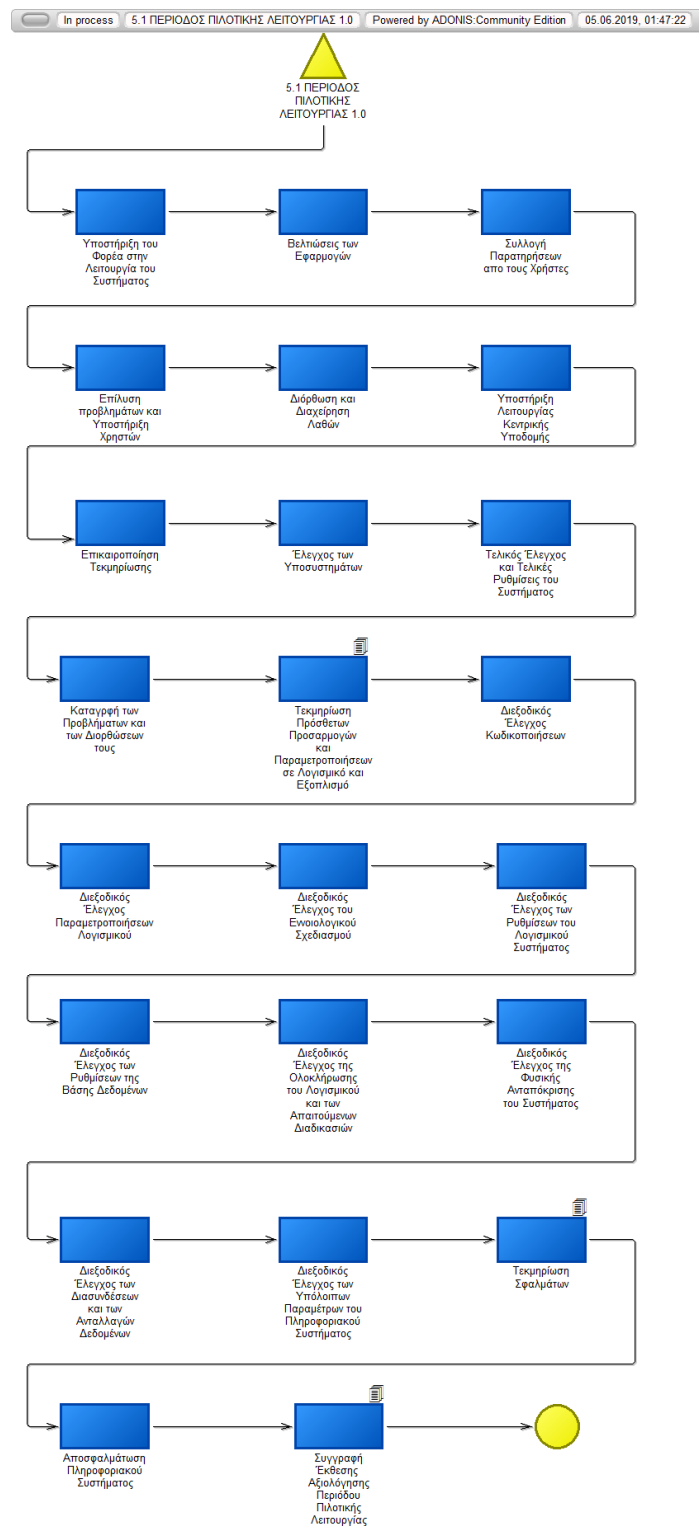 In process 5.1 ΠΕΡΙΟΔΟΣ ΠΙΛΟΤΙΚΗΣ ΛΕΙΤΟΥΡΓΙΑΣ 1.0 Powered by ADONIS:Community Edition 05.06.2019, 01:47:22
5.1 ΠΕΡΙΟΔΟΣ
ΠΙΛΟΤΙΚΗΣ
ΛΕΙΤΟΥΡΓΙΑΣ 1.0
Υποστήριξη του
Φορέα στην
Λειτουργία του
Συστήματος
Βελτιώσεις των
Εφαρμογών
Συλλογή
Παρατηρήσεων
απο τους Χρήστες
Επίλυση
προβλημάτων και
Υποστήριξη
Χρηστών
Διόρθωση και
Διαχείρηση
Λαθών
Υποστήριξη
Λειτουργίας
Κεντρικής
Υποδομής
Επικαιροποίηση
Τεκμηρίωσης
Έλεγχος των
Υποσυστημάτων
Τελικός Έλεγχος
και Τελικές
Ρυθμίσεις του
Συστήματος
Καταγρφή των
Προβλήματων και
των Διορθώσεων
τους
Τεκμηρίωση
Πρόσθετων
Προσαρμογών
και
Παραμετροποιήσεων
σε Λογισμικό και
Εξοπλισμό
Διεξοδικός
Έλεγχος
Κωδικοποιήσεων
Διεξοδικός
Έλεγχος
Παραμετροποιήσεων
Λογισμικού
Διεξοδικός
Έλεγχος του
Εννοιολογικού
Σχεδιασμού
Διεξοδικός
Έλεγχος των
Ρυθμίσεων του
Λογισμικού
Συστήματος
Διεξοδικός
Έλεγχος των
Ρυθμίσεων της
Βάσης Δεδομένων
Διεξοδικός
Έλεγχος της
Ολοκλήρωσης
του Λογισμικού
και των
Απαιτούμενων
Διαδικασιών
Διεξοδικός
Έλεγχος της
Φυσικής
Ανταπόκρισης
του Συστήματος
Διεξοδικός
Έλεγχος των
Διασυνδέσεων
και των
Ανταλλαγών
Δεδομένων
Διεξοδικός
Έλεγχος των
Υπόλοιπων
Παραμέτρων του
Πληροφοριακού
Συστήματος
Τεκμηρίωση
Σφαλμάτων
Αποσφαλμάτωση
Πληροφοριακού
Συστήματος
Συγγραφή
Έκθεσης
Αξιολόγησης
Περιόδου
Πιλοτικής
Λειτουργίας